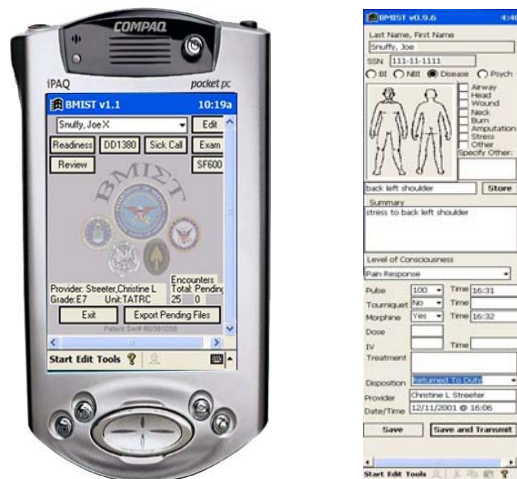 COMPAQ
iPAQ pocket pc
BMIST v1.1 10:19a
Snuffy, Joe X Edit
Readiness DD1380 Sick Call Exam
Review SF600
BMIST
Encounters
Provider: Streeter,Christine L Total: Pending
Grade: E7 Unit: TATRC 25 0
Exit Export Pending Files
Start Edit Tools
BMIST v0.9.6 4:40
Last Name, First Name
Snuffy, Joe
SSN 111-11-1111
BI NBI Disease Psych
Airway
Head
Wound
Neck
Burn
Amputation
Stress
Other
Specify Other:
back left shoulder Store
Summary
stress to back left shoulder
Level of Consciousness
Pain Response
Pulse 100 Time 16:31
Tourniquet No Time
Morphine Yes Time 16:32
Dose
IV Time
Treatment
Disposition Returned To Duty
Provider Christine L Streeter
Date/Time 12/11/2001 @ 16:06
Save Save and Transmit
Start Edit Tools